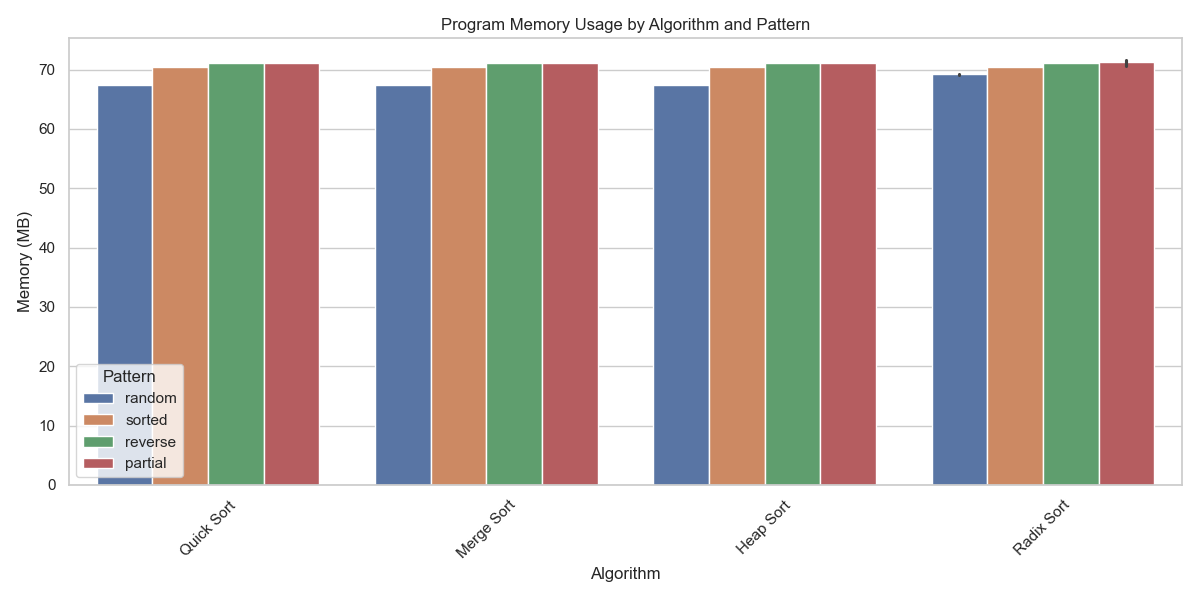 Program Memory Usage by Algorithm and Pattern
Memory (MB)
70
60
50
40
30
20
10
0
Pattern
random
sorted
reverse
partial
Quick Sort
Merge Sort
Heap Sort
Radix Sort
Algorithm